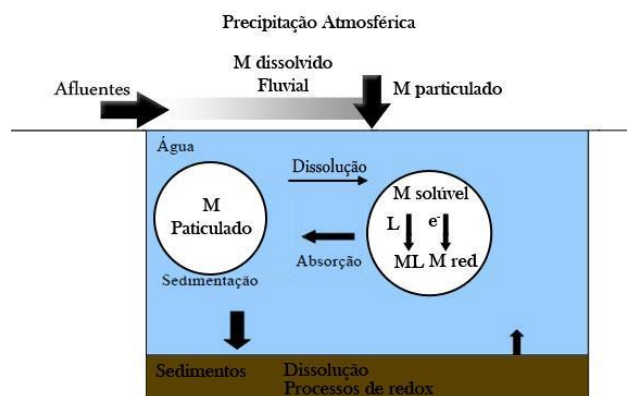 Precipitação Atmosférica
M dissolvido
Fluvial
Afluentes
M particulado
Água
Dissolução
M
Paticulado
M solúvel
L e⁻
ML M red
Absorção
Sedimentação
Sedimentos
Dissolução
Processos de redox